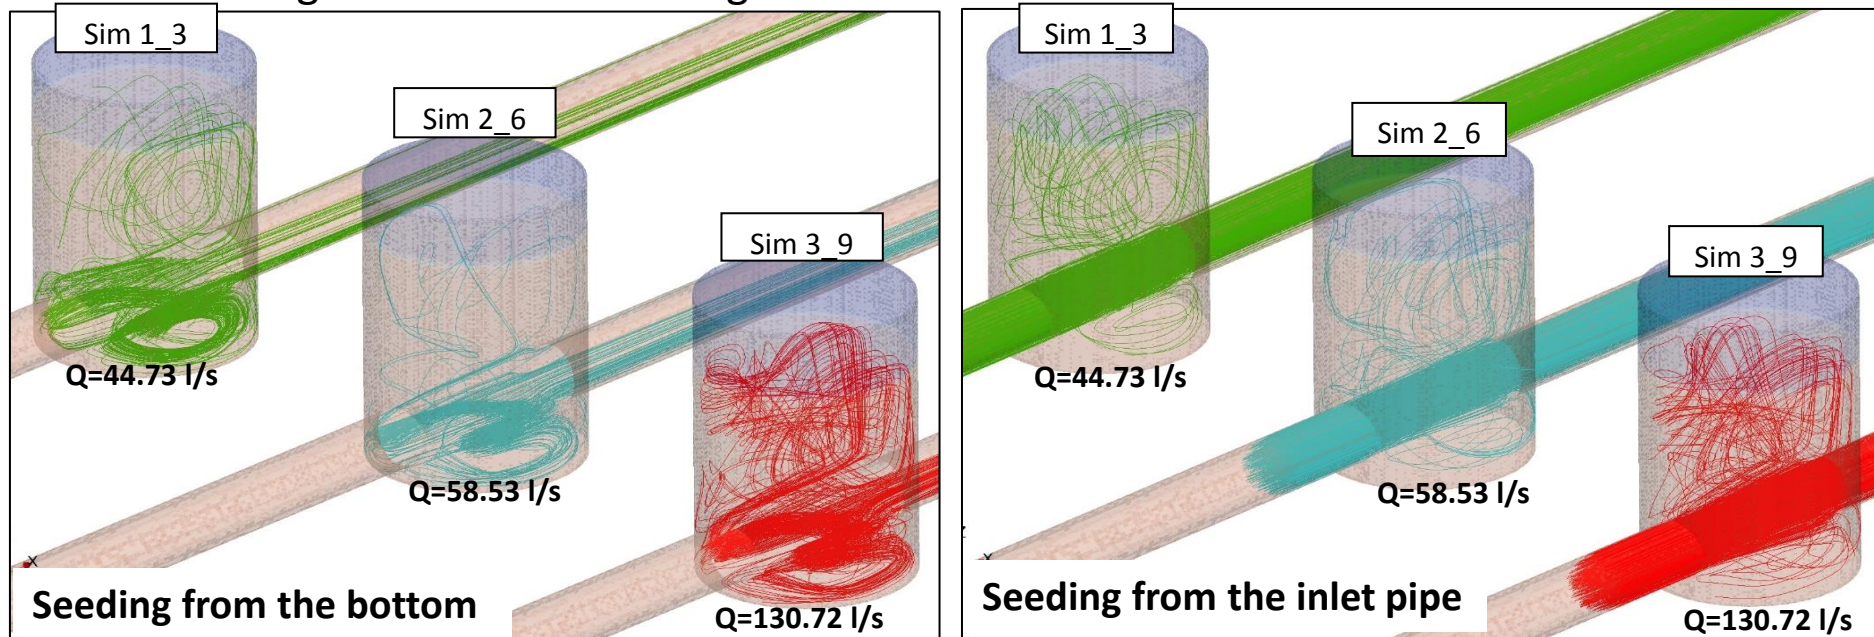 Sim 1_3
Sim 2_6
Sim 3_9
Q=44.73 l/s
Q=58.53 l/s
Q=130.72 l/s
x
Seeding from the bottom
Sim 1_3
Sim 2_6
Sim 3_9
Q=44.73 l/s
Q=58.53 l/s
Q=130.72 l/s
Seeding from the inlet pipe